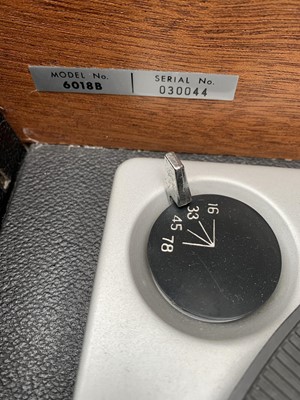 MODEL No.
6018B
SERIAL No.
030044
16
33
45
78